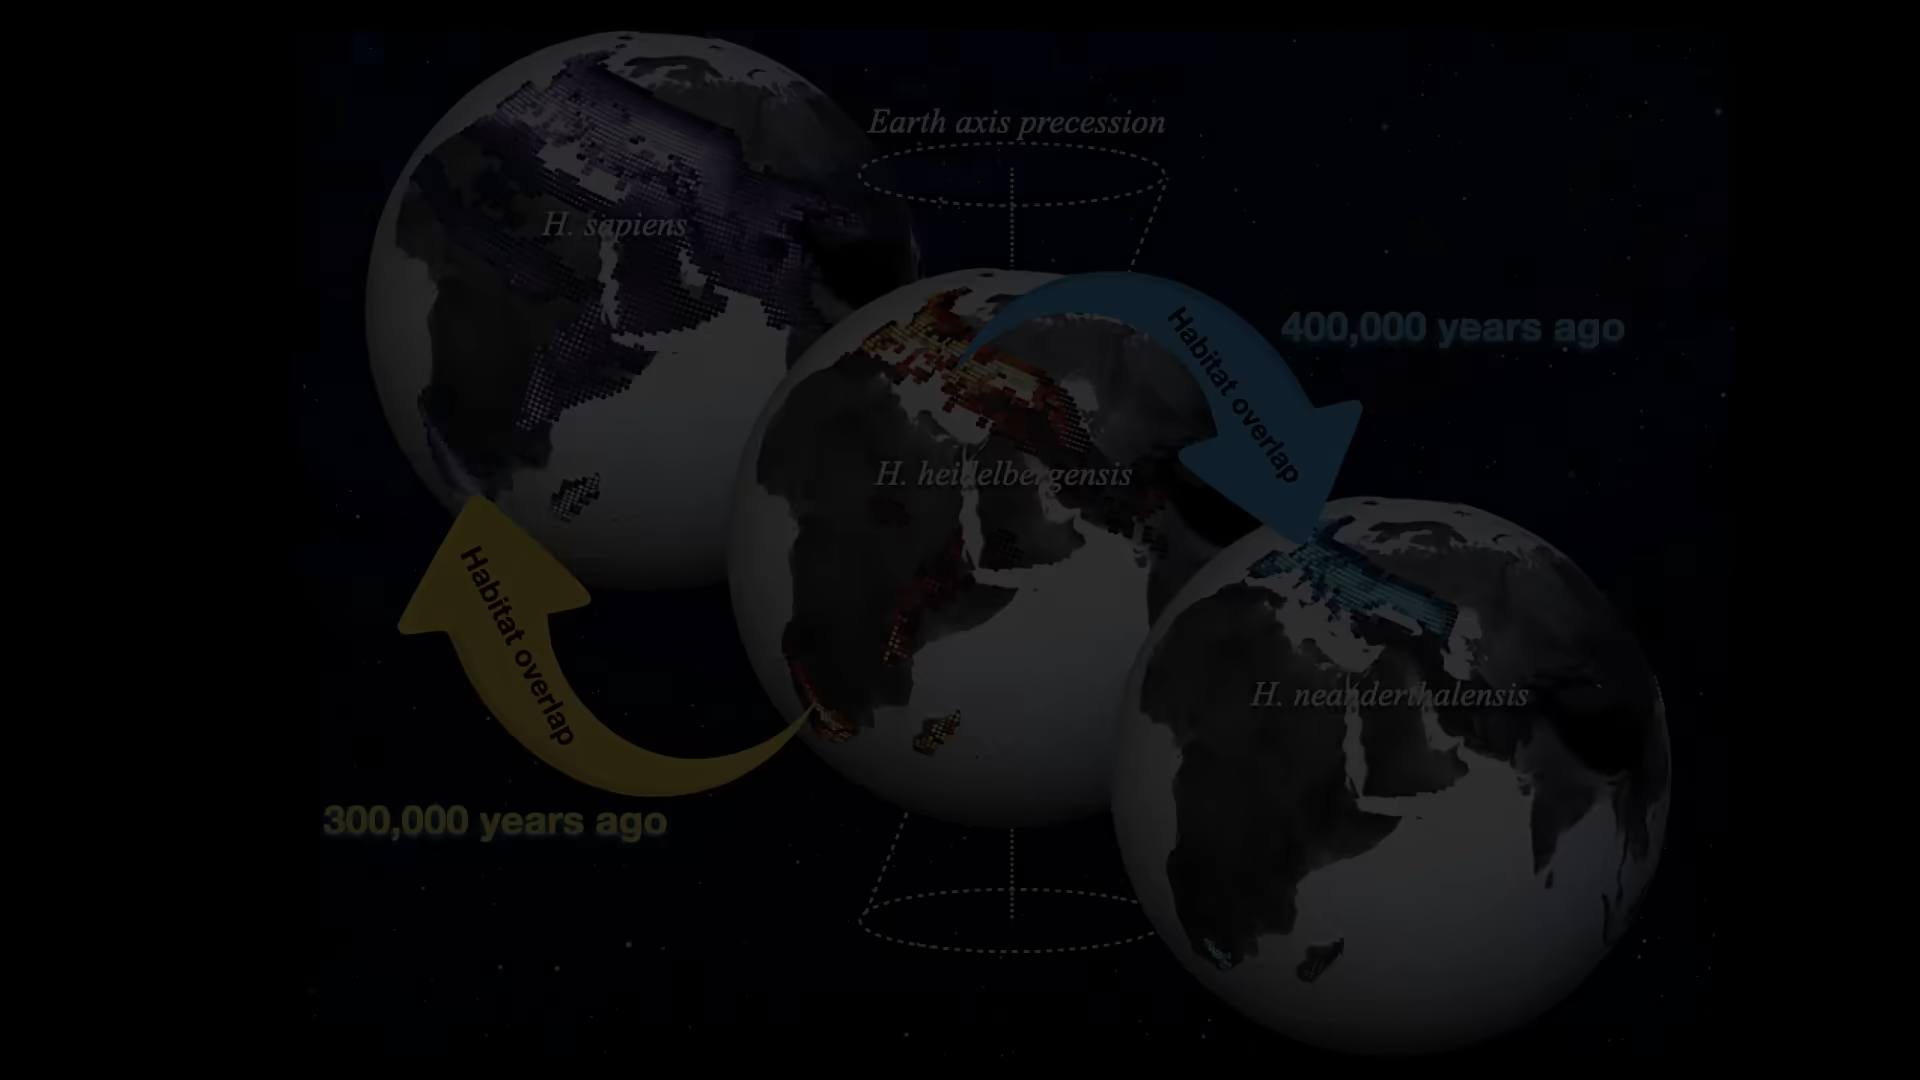 Earth axis precession
H. sapiens
400,000 years ago
Habitat overlap
H. heidelbergensis
Habitat overlap
H. neanderthalensis
300,000 years ago